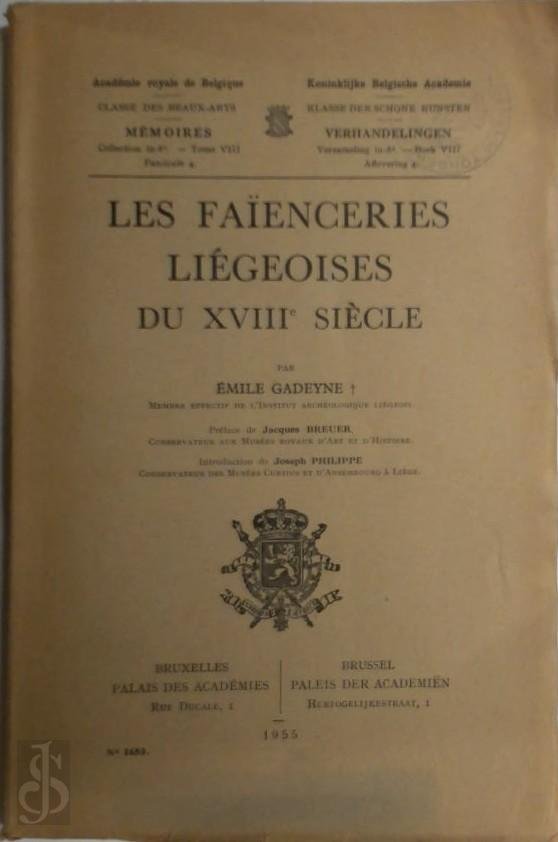 Académie royale de Belgique
CLASSE DES BEAUX-ARTS
MÉMOIRES
Collection in-8º. — Tome VIII
Fascicule 4.
Koninklijke Belgische Academie
KLASSE DER SCHONE KUNSTEN
VERHANDELINGEN
Verzameling in-8º. — Boek VIII
Aflevering 4.
LES FAÏENCERIES
LIÉGEOISES
DU XVIIIe SIÈCLE
PAR
ÉMILE GADEYNE †
MEMBRE EFFECTIF DE L'INSTITUT ARCHÉOLOGIQUE LIÉGEOIS.
Préface de Jacques BREUER,
CONSERVATEUR AUX MUSÉES ROYAUX D'ART ET D'HISTOIRE.
Introduction de Joseph PHILIPPE
CONSERVATEUR DES MUSÉES CURTIUS ET D'ANSEMBOURG À LIÉGE.
BRUXELLES
PALAIS DES ACADÉMIES
RUE DUCALE, 1
BRUSSEL
PALEIS DER ACADEMIËN
HERTOGELIJKESTRAAT, 1
1955